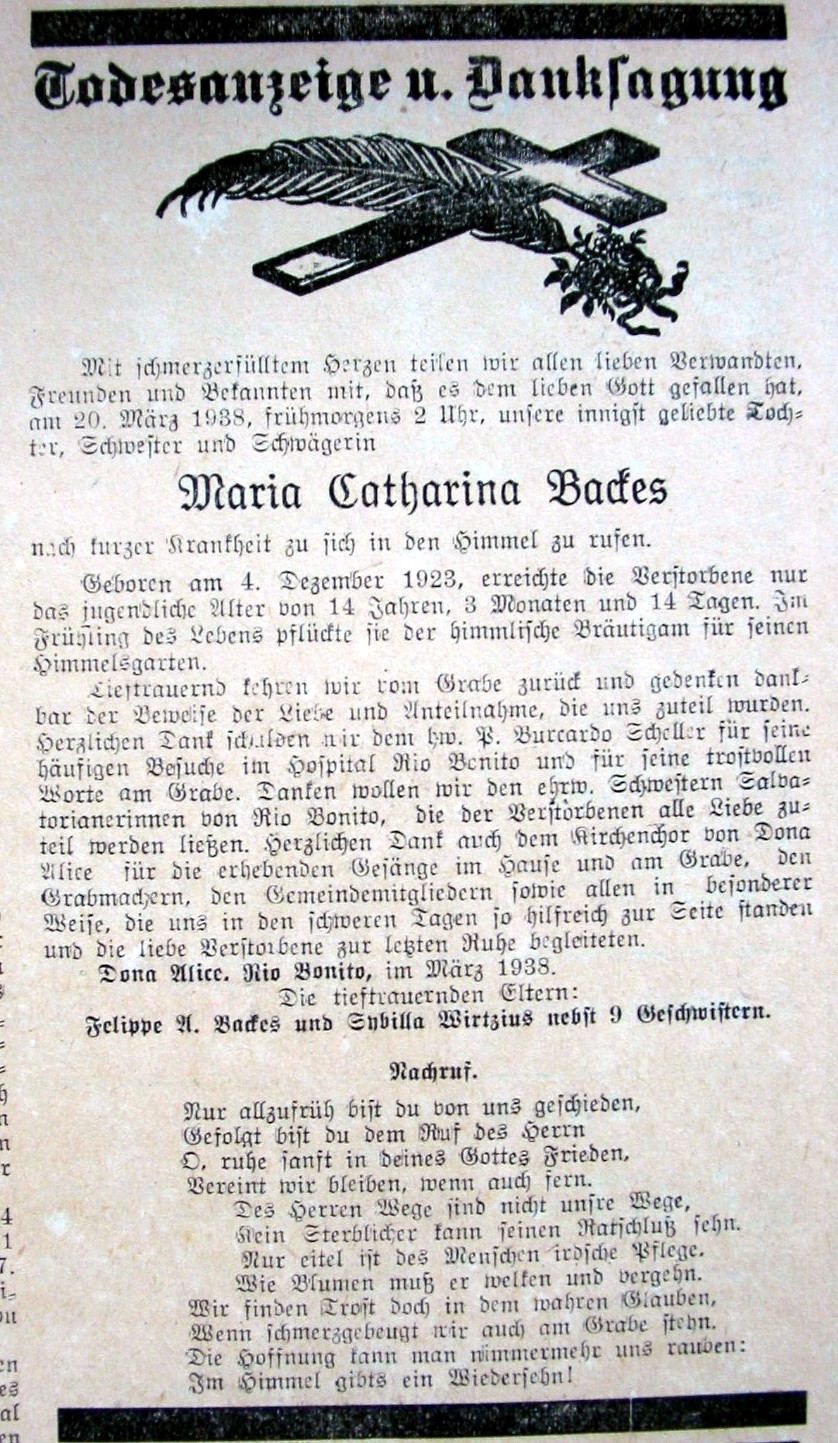 Todesanzeige u. Danksagung
Mit schmerzerfülltem Herzen teilen wir allen lieben Verwandten,
Freunden und Bekannten mit, daß es dem lieben Gott gefallen hat,
am 20. März 1938, frühmorgens 2 Uhr, unsere innigst geliebte Toch-
ter, Schwester und Schwägerin
Maria Catharina Backes
nach kurzer Krankheit zu sich in den Himmel zu rufen.
Geboren am 4. Dezember 1923, erreichte die Verstorbene nur
das jugendliche Alter von 14 Jahren, 3 Monaten und 14 Tagen. Im
Frühling des Lebens pflückte sie der himmlische Bräutigam für seinen
Himmelsgarten.
Tieftrauernd kehren wir vom Grabe zurück und gedenken dank-
bar der Beweise der Liebe und Anteilnahme, die uns zuteil wurden.
Herzlichen Dank schulden wir dem hw. P. Burcardo Scheller für seine
häufigen Besuche im Hospital Rio Benito und für seine trostvollen
Worte am Grabe. Danken wollen wir den ehrw. Schwestern Salva-
torianerinnen von Rio Bonito, die der Verstorbenen alle Liebe zu-
teil werden ließen. Herzlichen Dank auch dem Kirchenchor von Dona
Alice für die erhebenden Gesänge im Hause und am Grabe, den
Grabmachern, den Gemeindemitgliedern sowie allen in besonderer
Weise, die uns in den schweren Tagen so hilfreich zur Seite standen
und die liebe Verstorbene zur letzten Ruhe begleiteten.
Dona Alice. Rio Bonito, im März 1938.
Die tieftrauernden Eltern:
Felippe A. Backes und Sybilla Wirtzius nebst 9 Geschwistern.
Nachruf.
Nur allzufrüh bist du von uns geschieden,
Gefolgt bist du dem Ruf des Herrn
O, ruhe sanft in deines Gottes Frieden,
Vereint wir bleiben, wenn auch fern.
Des Herren Wege sind nicht unsre Wege,
Kein Sterblicher kann seinen Ratschluß sehn.
Nur eitel ist des Menschen irdsche Pflege.
Wie Blumen muß er welken und vergehn.
Wir finden Trost doch in dem wahren Glauben,
Wenn schmerzgebeugt wir auch am Grabe stehn.
Die Hoffnung kann man nimmermehr uns rauben:
Im Himmel gibts ein Wiedersehn!